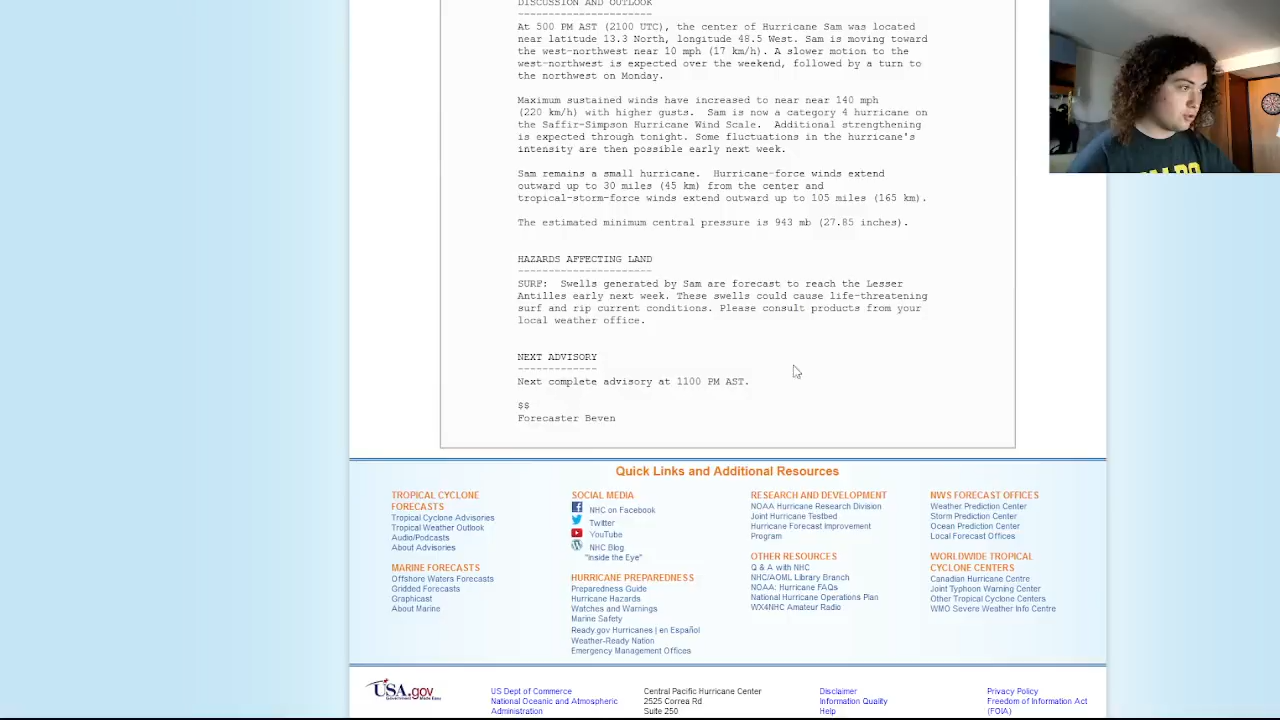 DISCUSSION AND OUTLOOK
----------------------
At 500 PM AST (2100 UTC), the center of Hurricane Sam was located
near latitude 13.3 North, longitude 48.5 West. Sam is moving toward
the west-northwest near 10 mph (17 km/h). A slower motion to the
west-northwest is expected over the weekend, followed by a turn to
the northwest on Monday.
Maximum sustained winds have increased to near near 140 mph
(220 km/h) with higher gusts.  Sam is now a category 4 hurricane on
the Saffir-Simpson Hurricane Wind Scale.  Additional strengthening
is expected through tonight. Some fluctuations in the hurricane's
intensity are then possible early next week.
Sam remains a small hurricane.  Hurricane-force winds extend
outward up to 30 miles (45 km) from the center and
tropical-storm-force winds extend outward up to 105 miles (165 km).
The estimated minimum central pressure is 943 mb (27.85 inches).
HAZARDS AFFECTING LAND
----------------------
SURF:  Swells generated by Sam are forecast to reach the Lesser
Antilles early next week. These swells could cause life-threatening
surf and rip current conditions. Please consult products from your
local weather office.
NEXT ADVISORY
-------------
Next complete advisory at 1100 PM AST.
$$
Forecaster Beven
Quick Links and Additional Resources
TROPICAL CYCLONE
FORECASTS
Tropical Cyclone Advisories
Tropical Weather Outlook
Audio/Podcasts
About Advisories
MARINE FORECASTS
Offshore Waters Forecasts
Gridded Forecasts
Graphicast
About Marine
SOCIAL MEDIA
NHC on Facebook
Twitter
YouTube
NHC Blog
"Inside the Eye"
HURRICANE PREPAREDNESS
Preparedness Guide
Hurricane Hazards
Watches and Warnings
Marine Safety
Ready.gov Hurricanes | en Español
Weather-Ready Nation
Emergency Management Offices
RESEARCH AND DEVELOPMENT
NOAA Hurricane Research Division
Joint Hurricane Testbed
Hurricane Forecast Improvement
Program
OTHER RESOURCES
Q & A with NHC
NHC/AOML Library Branch
NOAA: Hurricane FAQs
National Hurricane Operations Plan
WX4NHC Amateur Radio
NWS FORECAST OFFICES
Weather Prediction Center
Storm Prediction Center
Ocean Prediction Center
Local Forecast Offices
WORLDWIDE TROPICAL
CYCLONE CENTERS
Canadian Hurricane Centre
Joint Typhoon Warning Center
Other Tropical Cyclone Centers
WMO Severe Weather Info Centre
USA.gov
US Dept of Commerce
National Oceanic and Atmospheric
Administration
Central Pacific Hurricane Center
2525 Correa Rd
Suite 250
Disclaimer
Information Quality
Help
Privacy Policy
Freedom of Information Act
(FOIA)